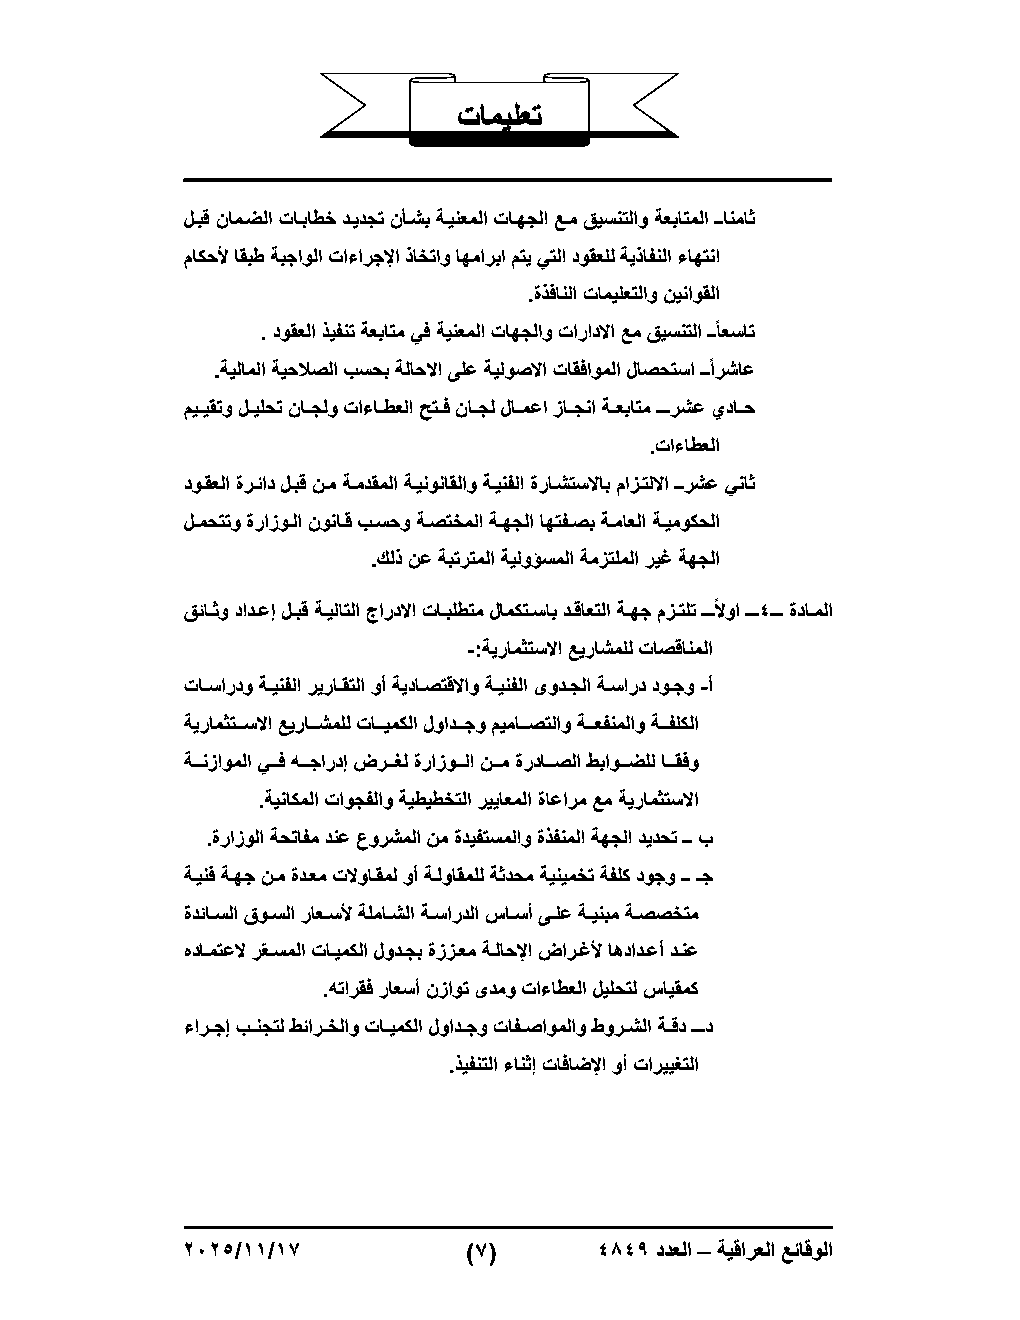 تعليمات
ثامناـ المتابعة والتنسيق مع الجهات المعنية بشأن تجديد خطابات الضمان قبل
انتهاء النفاذية للعقود التي يتم ابرامها واتخاذ الإجراءات الواجبة طبقا لأحكام
القوانين والتعليمات النافذة.
تاسعاًـ التنسيق مع الادارات والجهات المعنية في متابعة تنفيذ العقود .
عاشراًـ استحصال الموافقات الاصولية على الاحالة بحسب الصلاحية المالية.
حادي عشرـ متابعة انجاز اعمال لجان فتح العطاءات ولجان تحليل وتقييم
العطاءات.
ثاني عشرـ الالتزام بالاستشارة الفنية والقانونية المقدمة من قبل دائرة العقود
الحكومية العامة بصفتها الجهة المختصة وحسب قانون الوزارة وتتحمل
الجهة غير الملتزمة المسؤولية المترتبة عن ذلك.
المادة ـ٤ـ اولاًـ تلتزم جهة التعاقد باستكمال متطلبات الادراج التالية قبل إعداد وثائق
المناقصات للمشاريع الاستثمارية:-
أ- وجود دراسة الجدوى الفنية والاقتصادية أو التقارير الفنية ودراسات
الكلفة والمنفعة والتصاميم وجداول الكميات للمشاريع الاستثمارية
وفقا للضوابط الصادرة من الوزارة لغرض إدراجه في الموازنة
الاستثمارية مع مراعاة المعايير التخطيطية والفجوات المكانية.
ب ـ تحديد الجهة المنفذة والمستفيدة من المشروع عند مفاتحة الوزارة.
جـ ـ وجود كلفة تخمينية محدثة للمقاولة أو لمقاولات معدة من جهة فنية
متخصصة مبنية على أساس الدراسة الشاملة لأسعار السوق السائدة
عند أعدادها لأغراض الإحالة معززة بجدول الكميات المسعّر لاعتماده
كمقياس لتحليل العطاءات ومدى توازن أسعار فقراته.
دـ دقة الشروط والمواصفات وجداول الكميات والخرائط لتجنب إجراء
التغييرات أو الإضافات إثناء التنفيذ.
الوقائع العراقية – العدد ٤٨٤٩ (٧) ٢٠٢٥/١١/١٧